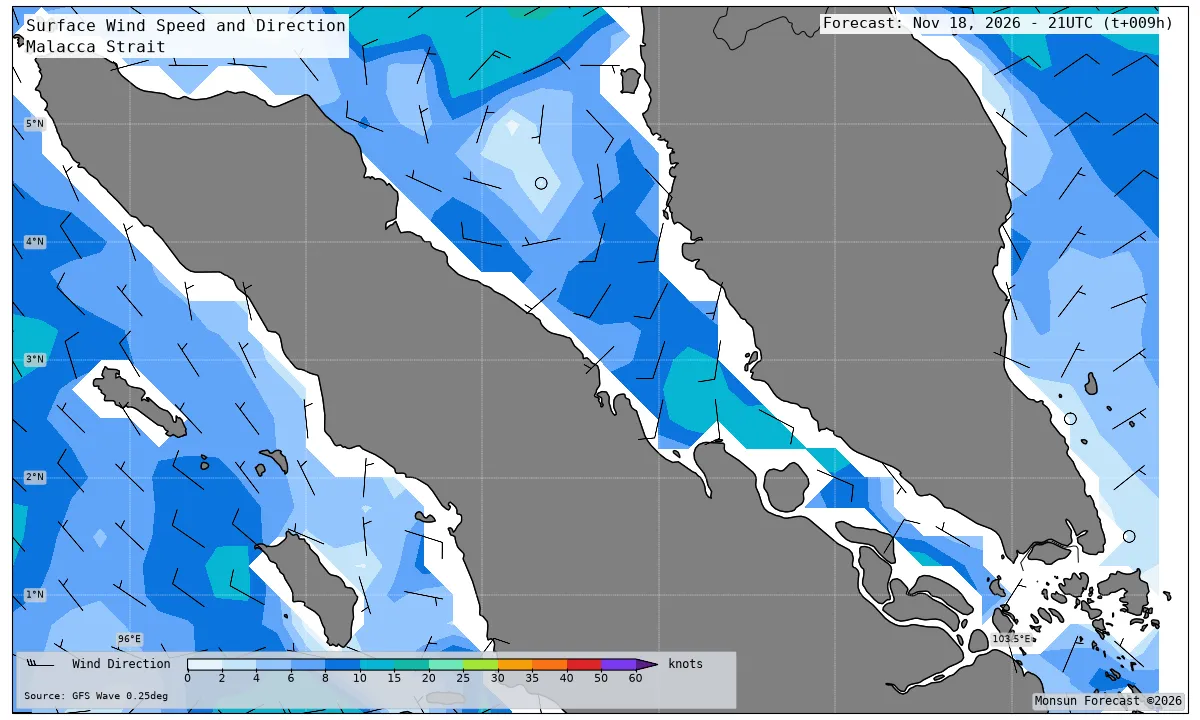 Surface Wind Speed and Direction
Malacca Strait
Forecast: Nov 18, 2026 - 21UTC (t+009h)
5°N
4°N
3°N
2°N
1°N
96°E
103.5°E
Wind Direction
0 2 4 6 8 10 12 15 20 25 30 35 40 50 60
knots
Source: GFS Wave 0.25deg
Monsun Forecast ©2026